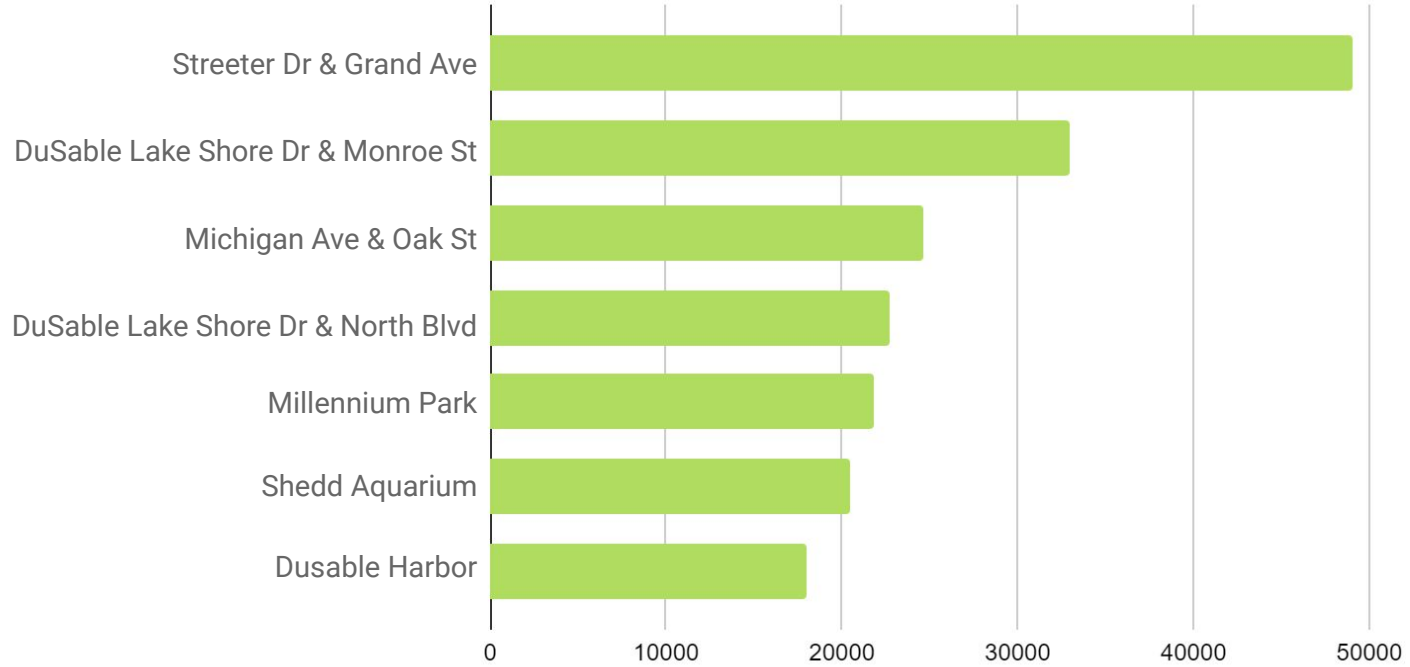 Streeter Dr & Grand Ave
DuSable Lake Shore Dr & Monroe St
Michigan Ave & Oak St
DuSable Lake Shore Dr & North Blvd
Millennium Park
Shedd Aquarium
Dusable Harbor
0 10000 20000 30000 40000 50000